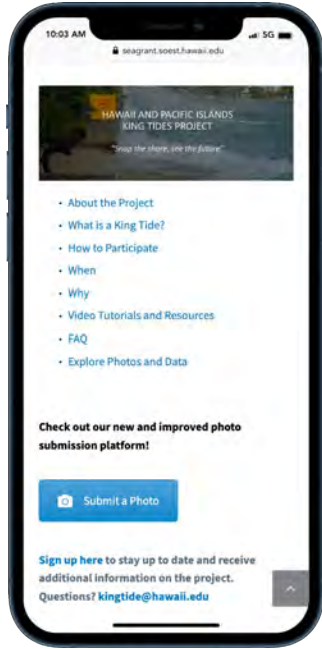 10:03 AM
5G
seagrant.soest.hawaii.edu
HAWAII AND PACIFIC ISLANDS
KING TIDES PROJECT
"Snap the shore, see the future"
• About the Project
• What is a King Tide?
• How to Participate
• When
• Why
• Video Tutorials and Resources
• FAQ
• Explore Photos and Data
Check out our new and improved photo
submission platform!
Submit a Photo
Sign up here to stay up to date and receive
additional information on the project.
Questions? kingtide@hawaii.edu